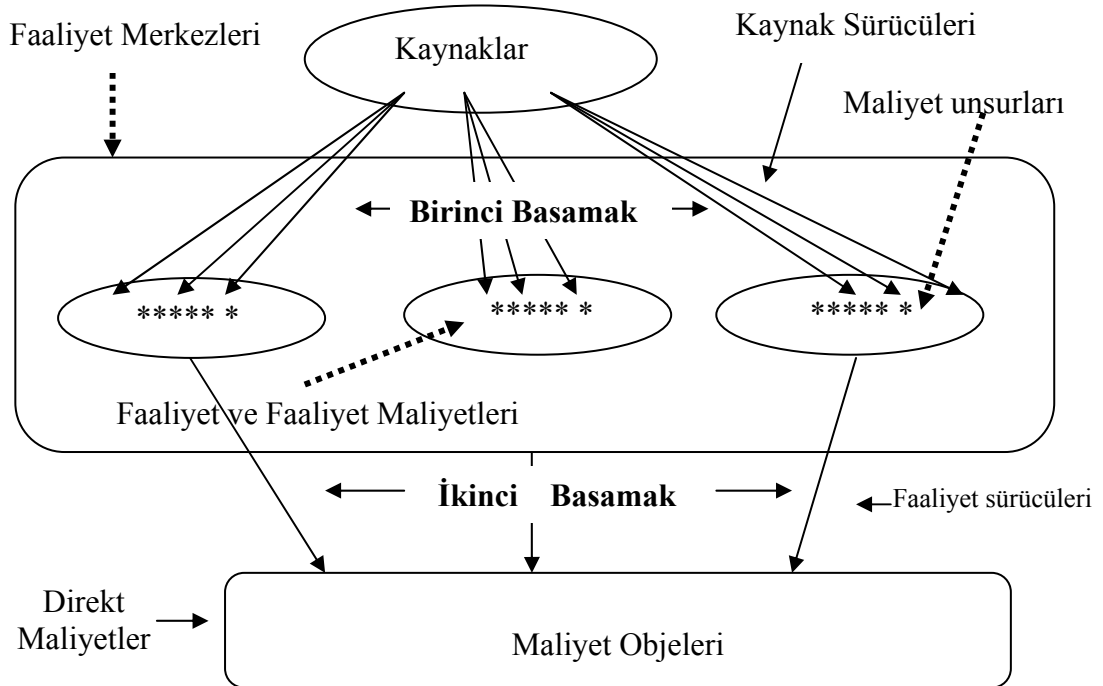 Faaliyet Merkezleri
Kaynaklar
Kaynak Sürücüleri
Maliyet unsurları
Birinci Basamak
***** *
***** *
***** *
Faaliyet ve Faaliyet Maliyetleri
İkinci Basamak
Faaliyet sürücüleri
Direkt
Maliyetler
Maliyet Objeleri